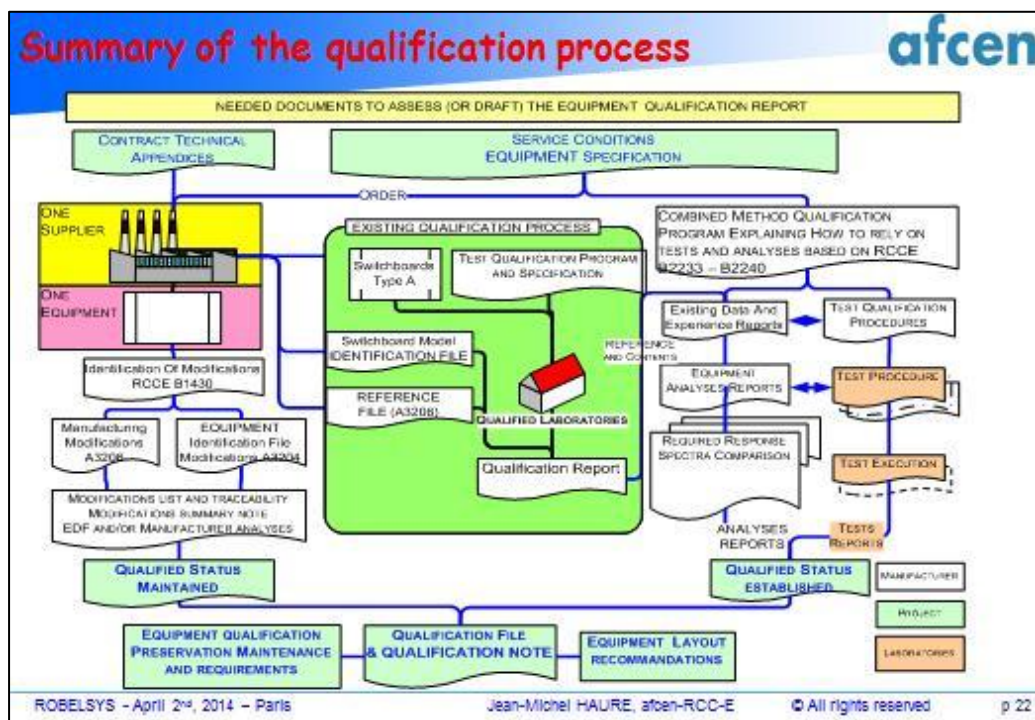 Summary of the qualification process
afcen
NEEDED DOCUMENTS TO ASSESS (OR DRAFT) THE EQUIPMENT QUALIFICATION REPORT
CONTRACT TECHNICAL
APPENDICES
SERVICE CONDITIONS
EQUIPMENT SPECIFICATION
ORDER
ONE
SUPPLIER
ONE
EQUIPMENT
EXISTING QUALIFICATION PROCESS
Switchboards
Type A
TEST QUALIFICATION PROGRAM
AND SPECIFICATION
COMBINED METHOD QUALIFICATION
PROGRAM EXPLAINING HOW TO RELY ON
TESTS AND ANALYSES BASED ON RCCE
B2233 – B2240
Existing Data And
Experience Reports
TEST QUALIFICATION
PROCEDURES
Switchboard Model
IDENTIFICATION FILE
REFERENCE
AND CONTENTS
Identification Of Modifications
RCCE B1430
REFERENCE
FILE (A3206)
QUALIFIED LABORATORIES
EQUIPMENT
ANALYSES REPORTS
TEST PROCEDURE
Manufacturing
Modifications
A3206
EQUIPMENT
Identification File
Modifications A3204
REQUIRED RESPONSE
SPECTRA COMPARISON
Qualification Report
TEST EXECUTION
MODIFICATIONS LIST AND TRACEABILITY
MODIFICATIONS SUMMARY NOTE
EDF AND/OR MANUFACTURER ANALYSES
ANALYSES
REPORTS
TESTS
REPORTS
QUALIFIED STATUS
MAINTAINED
QUALIFIED STATUS
ESTABLISHED
MANUFACTURER
PROJECT
LABORATORIES
EQUIPMENT QUALIFICATION
PRESERVATION MAINTENANCE
AND REQUIREMENTS
QUALIFICATION FILE
& QUALIFICATION NOTE
EQUIPMENT LAYOUT
RECOMMANDATIONS
ROBELSYS - April 2nd, 2014 – Paris
Jean-Michel HAURE, afcen-RCC-E
© All rights reserved
p 22